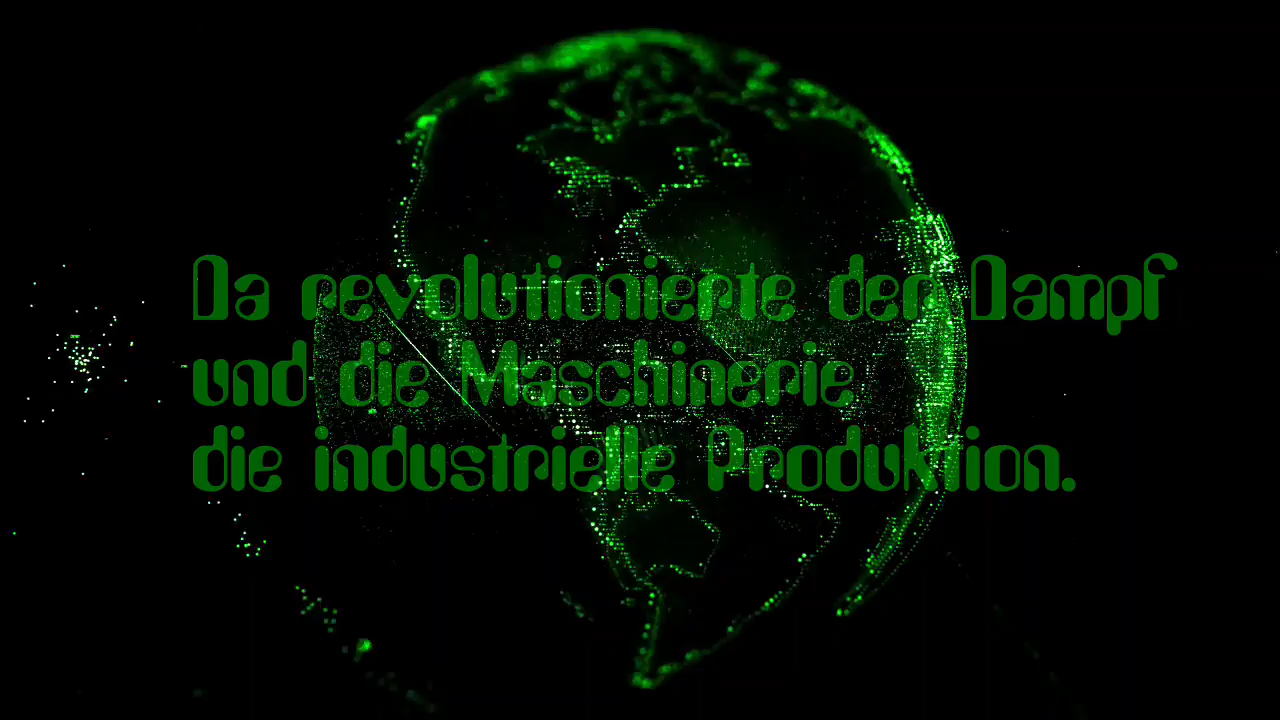 Da revolutionierte der Dampf
und die Maschinerie
die industrielle Produktion.